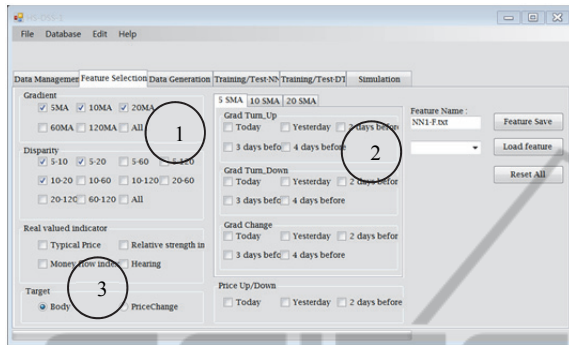 File Database Edit Help
Data Managemer Feature Selection Data Generation Training/Test-NN Training/Test-DT Simulation
Gradient
5MA 10MA 20MA
60MA 120MA All
1
Disparity
5-10 5-20 5-60 5-120
10-20 10-60 10-120 20-60
20-120 60-120 All
Real valued indicator
Typical Price Relative strength in
Money flow index Hearing
Target
Body PriceChange
3
5 SMA 10 SMA 20 SMA
Grad Turn_Up
Today Yesterday 2 days before
3 days befo 4 days before
2
Grad Turn_Down
Today Yesterday 2 days before
3 days befo 4 days before
Grad Change
Today Yesterday 2 days before
3 days befo 4 days before
Price Up/Down
Today Yesterday 2 days before
Feature Name :
NN1-F.txt
Feature Save
Load feature
Reset All